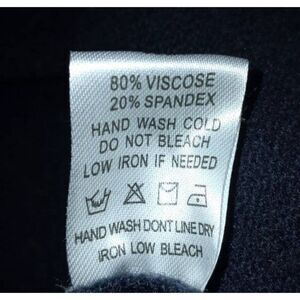 80% VISCOSE
20% SPANDEX
HAND WASH COLD
DO NOT BLEACH
LOW IRON IF NEEDED
HAND WASH DONT LINE DRY
IRON LOW BLEACH